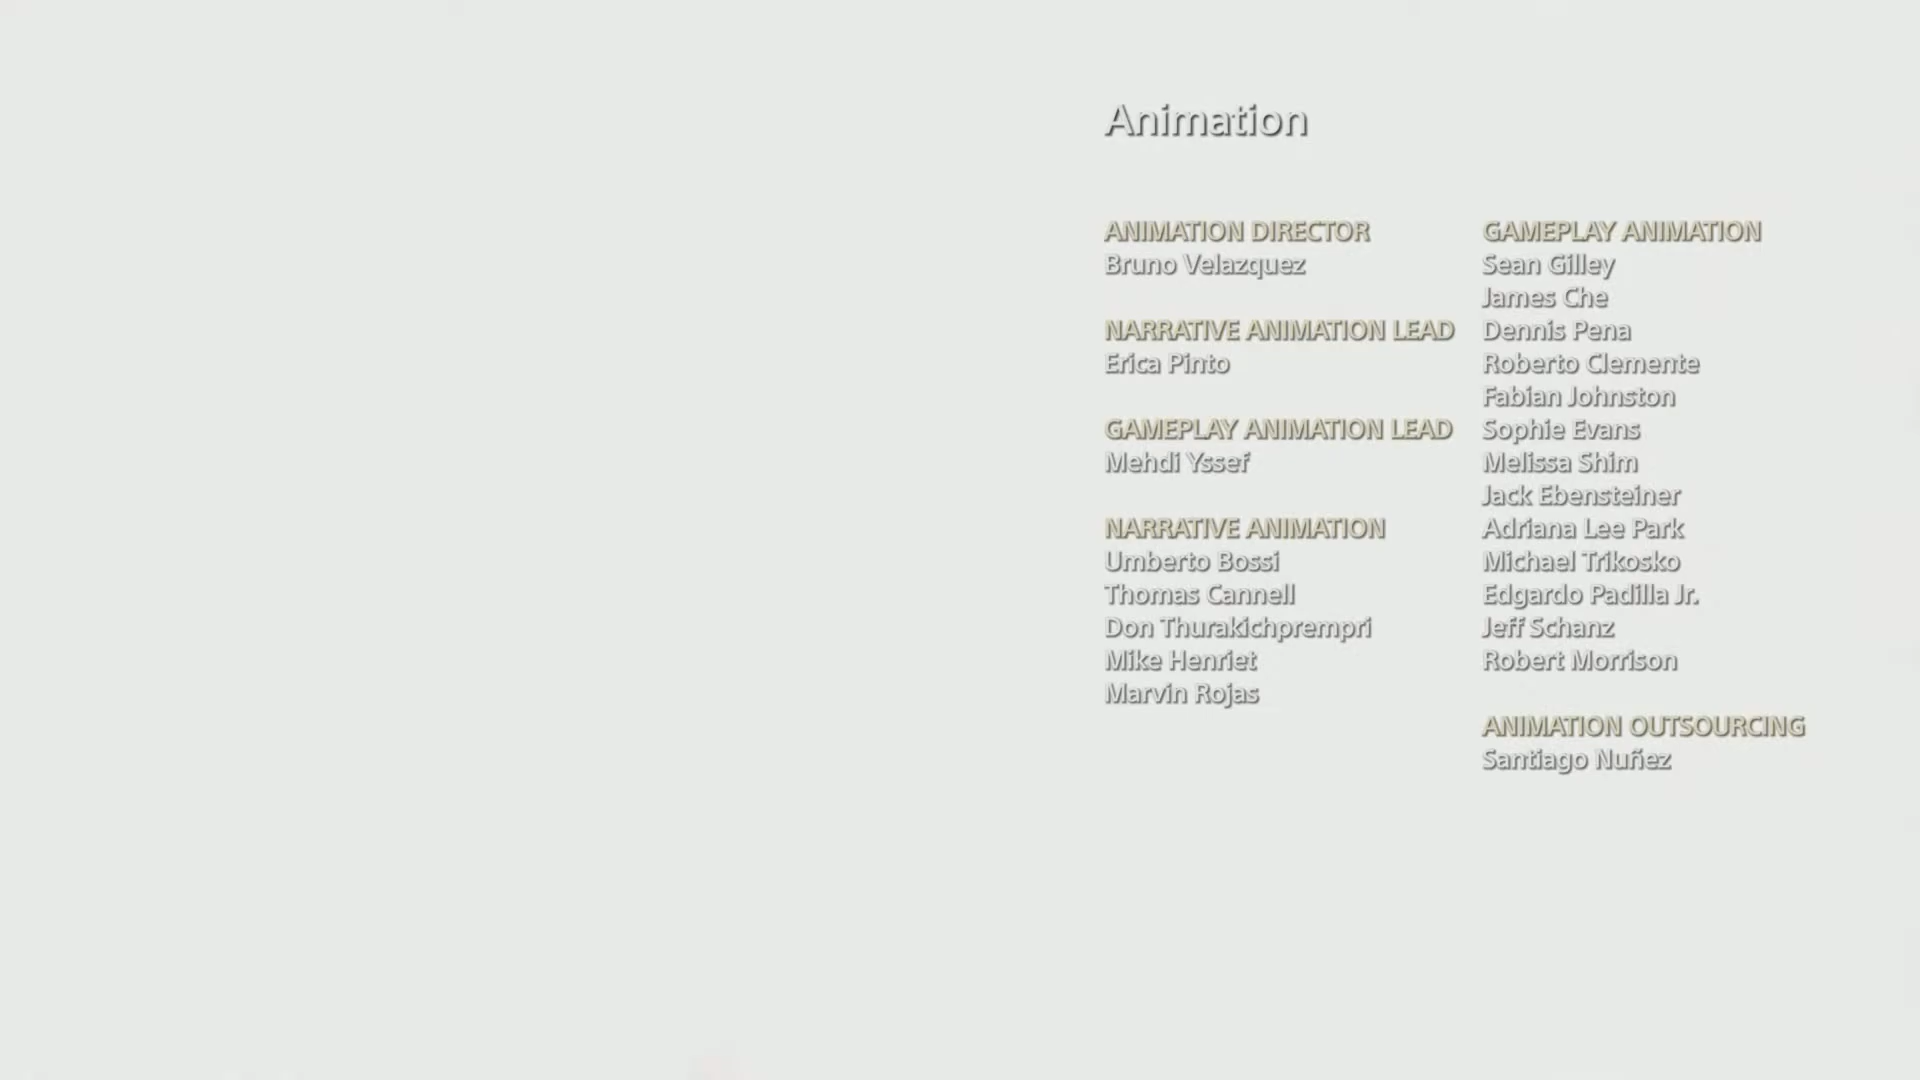 Animation
ANIMATION DIRECTOR
Bruno Velazquez
NARRATIVE ANIMATION LEAD
Erica Pinto
GAMEPLAY ANIMATION LEAD
Mehdi Yssef
NARRATIVE ANIMATION
Umberto Bossi
Thomas Cannell
Don Thurakichprempri
Mike Henriet
Marvin Rojas
GAMEPLAY ANIMATION
Sean Gilley
James Che
Dennis Pena
Roberto Clemente
Fabian Johnston
Sophie Evans
Melissa Shim
Jack Ebensteiner
Adriana Lee Park
Michael Trikosko
Edgardo Padilla Jr.
Jeff Schanz
Robert Morrison
ANIMATION OUTSOURCING
Santiago Nuñez